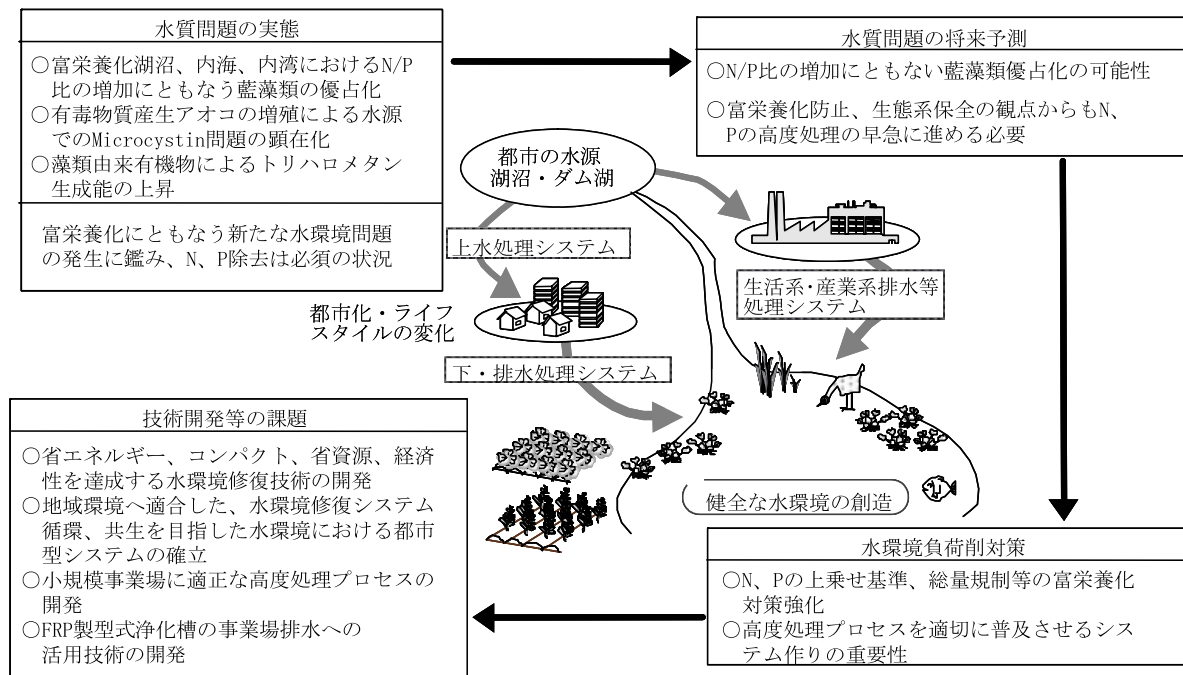 水質問題の実態
○富栄養化湖沼、内海、内湾におけるN/P
比の増加にともなう藍藻類の優占化
○有毒物質産生アオコの増殖による水源
でのMicrocystin問題の顕在化
○藻類由来有機物によるトリハロメタン
生成能の上昇
富栄養化にともなう新たな水環境問題
の発生に鑑み、N、P除去は必須の状況
水質問題の将来予測
○N/P比の増加にともない藍藻類優占化の可能性
○富栄養化防止、生態系保全の観点からもN、
Pの高度処理の早急に進める必要
都市の水源
湖沼・ダム湖
上水処理システム
生活系・産業系排水等
処理システム
都市化・ライフ
スタイルの変化
下・排水処理システム
健全な水環境の創造
技術開発等の課題
○省エネルギー、コンパクト、省資源、経済
性を達成する水環境修復技術の開発
○地域環境へ適合した、水環境修復システム
循環、共生を目指した水環境における都市
型システムの確立
○小規模事業場に適正な高度処理プロセスの
開発
○FRP製型式浄化槽の事業場排水への
活用技術の開発
水環境負荷削対策
○N、Pの上乗せ基準、総量規制等の富栄養化
対策強化
○高度処理プロセスを適切に普及させるシス
テム作りの重要性